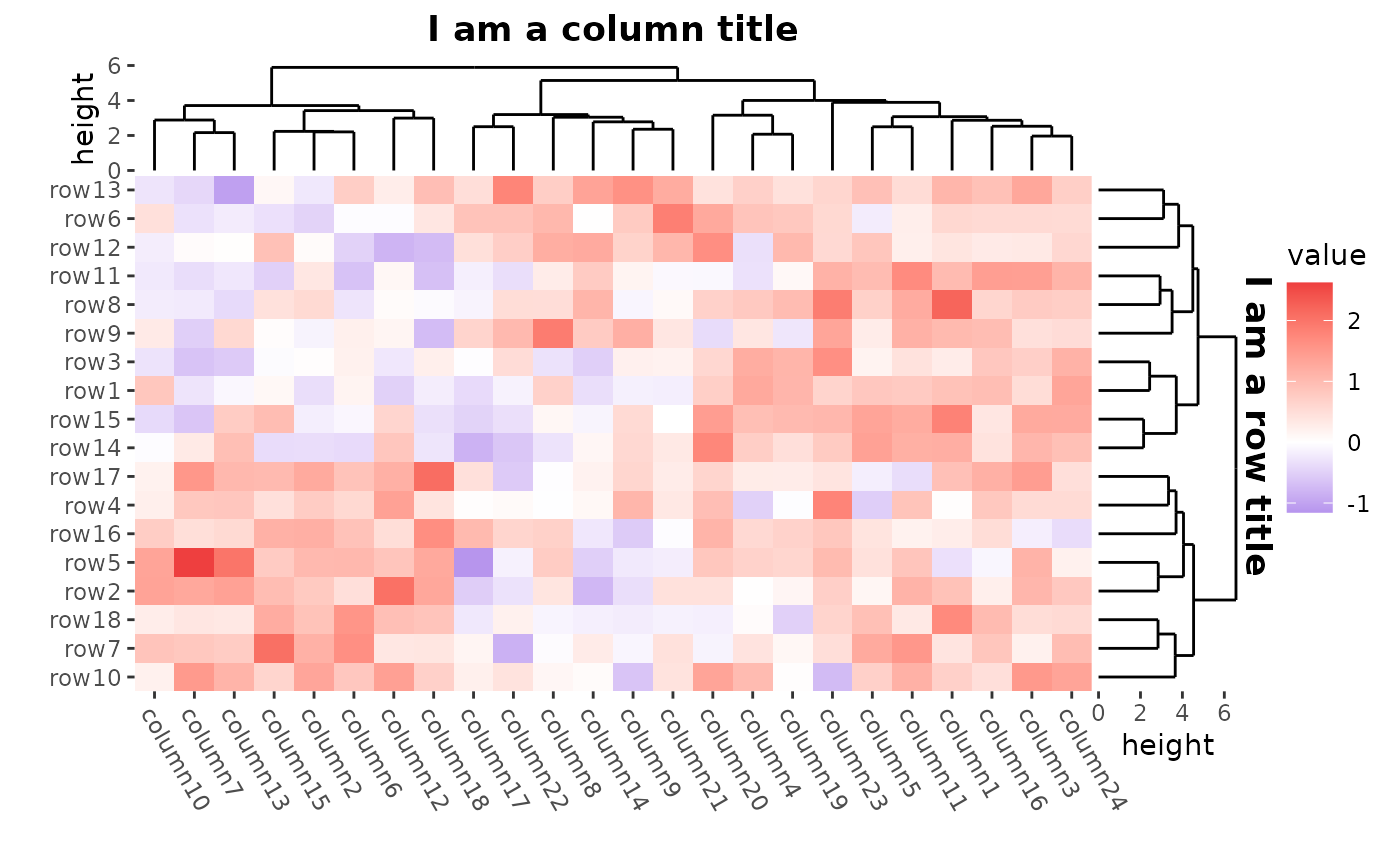 I am a column title
height
6
4
2
0
row13
row6
row12
row11
row8
row9
row3
row1
row15
row14
row17
row4
row16
row5
row2
row18
row7
row10
column10
column7
column13
column15
column2
column6
column12
column18
column17
column22
column8
column14
column9
column21
column20
column4
column19
column23
column5
column11
column1
column16
column3
column24
0 2 4 6
height
I am a row title
value
2
1
0
-1